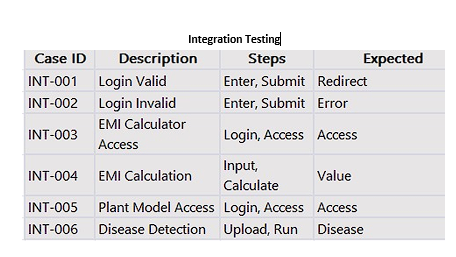 Integration Testing
Case ID Description Steps Expected
INT-001 Login Valid Enter, Submit Redirect
INT-002 Login Invalid Enter, Submit Error
INT-003 EMI Calculator Access Login, Access Access
INT-004 EMI Calculation Input, Calculate Value
INT-005 Plant Model Access Login, Access Access
INT-006 Disease Detection Upload, Run Disease